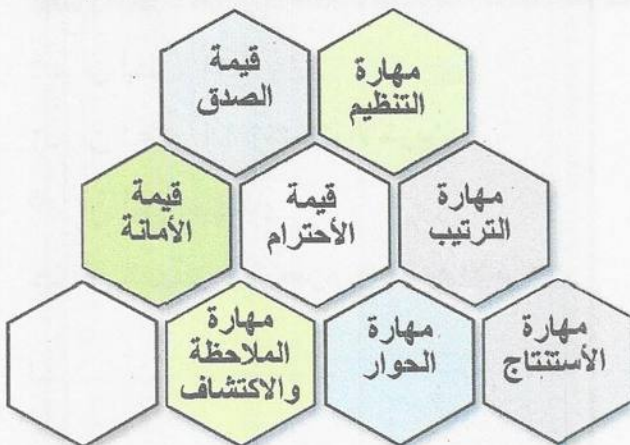 مهارة
التنظيم
قيمة
الصدق
مهارة
الترتيب
قيمة
الأحترام
قيمة
الأمانة
مهارة
الأستنتاج
مهارة
الحوار
مهارة
الملاحظة
والاكتشاف